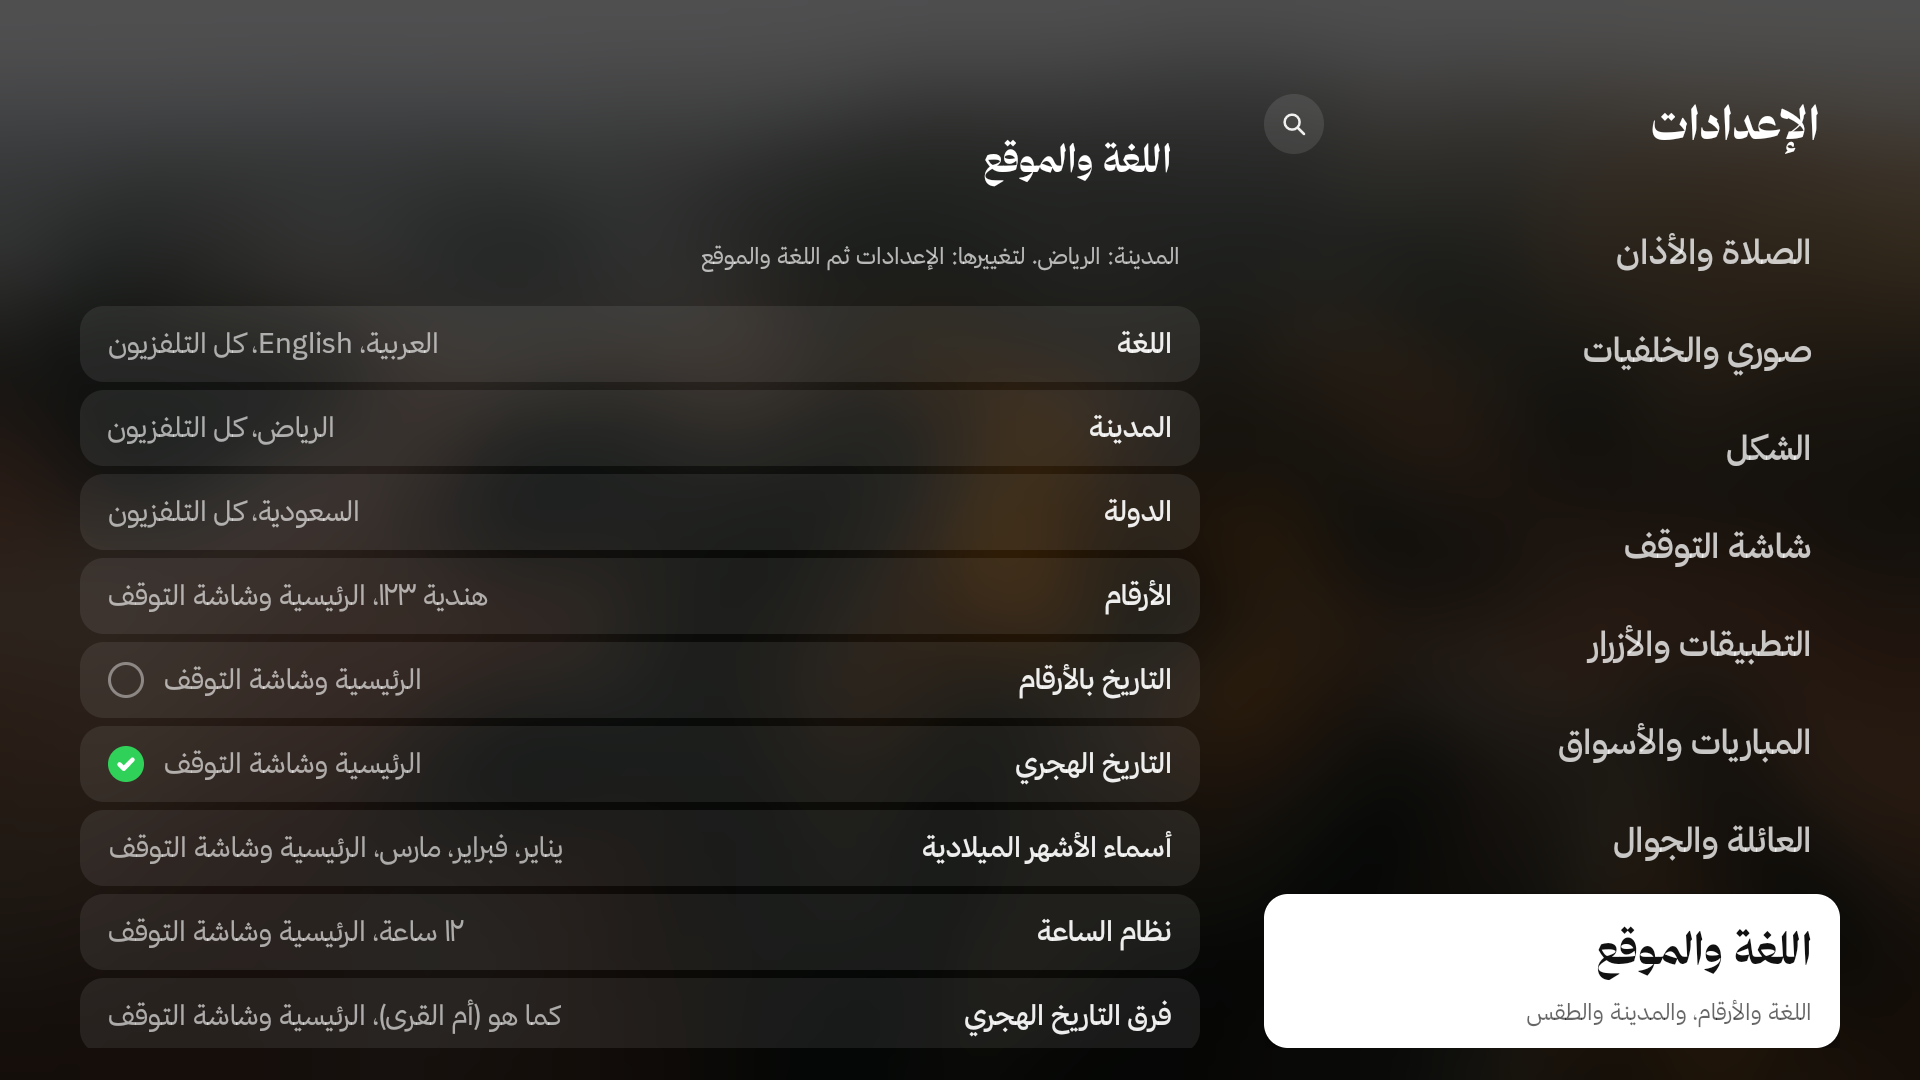 الإعدادات
الصلاة والأذان
صوري والخلفيات
الشكل
شاشة التوقف
التطبيقات والأزرار
المباريات والأسواق
العائلة والجوال
اللغة والموقع
اللغة والأرقام، والمدينة والطقس
اللغة والموقع
المدينة: الرياض. لتغييرها: الإعدادات ثم اللغة والموقع
اللغة العربية، English، كل التلفزيون
المدينة الرياض، كل التلفزيون
الدولة السعودية، كل التلفزيون
الأرقام هندية ١٢٣، الرئيسية وشاشة التوقف
التاريخ بالأرقام الرئيسية وشاشة التوقف
التاريخ الهجري الرئيسية وشاشة التوقف
أسماء الأشهر الميلادية يناير، فبراير، مارس، الرئيسية وشاشة التوقف
نظام الساعة ١٢ ساعة، الرئيسية وشاشة التوقف
فرق التاريخ الهجري كما هو (أم القرى)، الرئيسية وشاشة التوقف